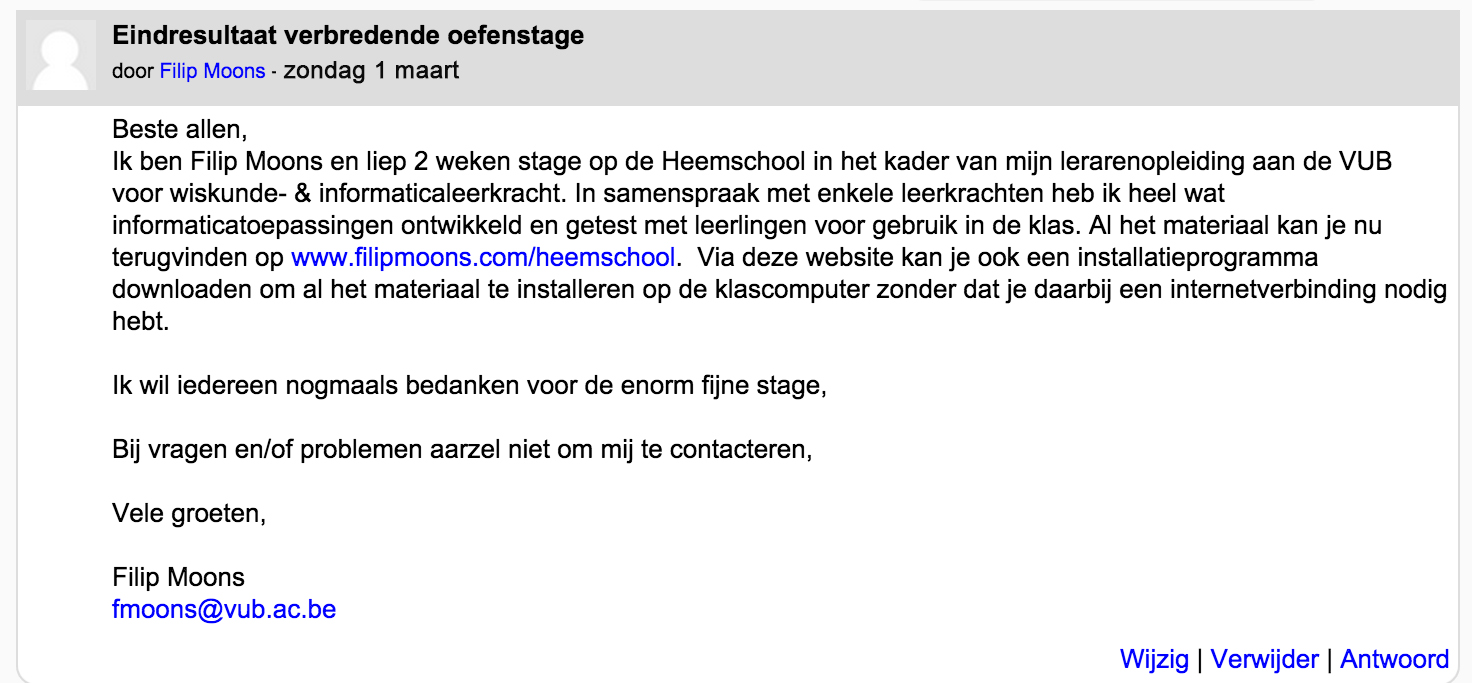 Eindresultaat verbredende oefenstage
door Filip Moons - zondag 1 maart
Beste allen,
Ik ben Filip Moons en liep 2 weken stage op de Heemschool in het kader van mijn lerarenopleiding aan de VUB
voor wiskunde- & informaticaleerkracht. In samenspraak met enkele leerkrachten heb ik heel wat
informaticatoepassingen ontwikkeld en getest met leerlingen voor gebruik in de klas. Al het materiaal kan je nu
terugvinden op www.filipmoons.com/heemschool.  Via deze website kan je ook een installatieprogramma
downloaden om al het materiaal te installeren op de klascomputer zonder dat je daarbij een internetverbinding nodig
hebt.
Ik wil iedereen nogmaals bedanken voor de enorm fijne stage,
Bij vragen en/of problemen aarzel niet om mij te contacteren,
Vele groeten,
Filip Moons
fmoons@vub.ac.be
Wijzig | Verwijder | Antwoord